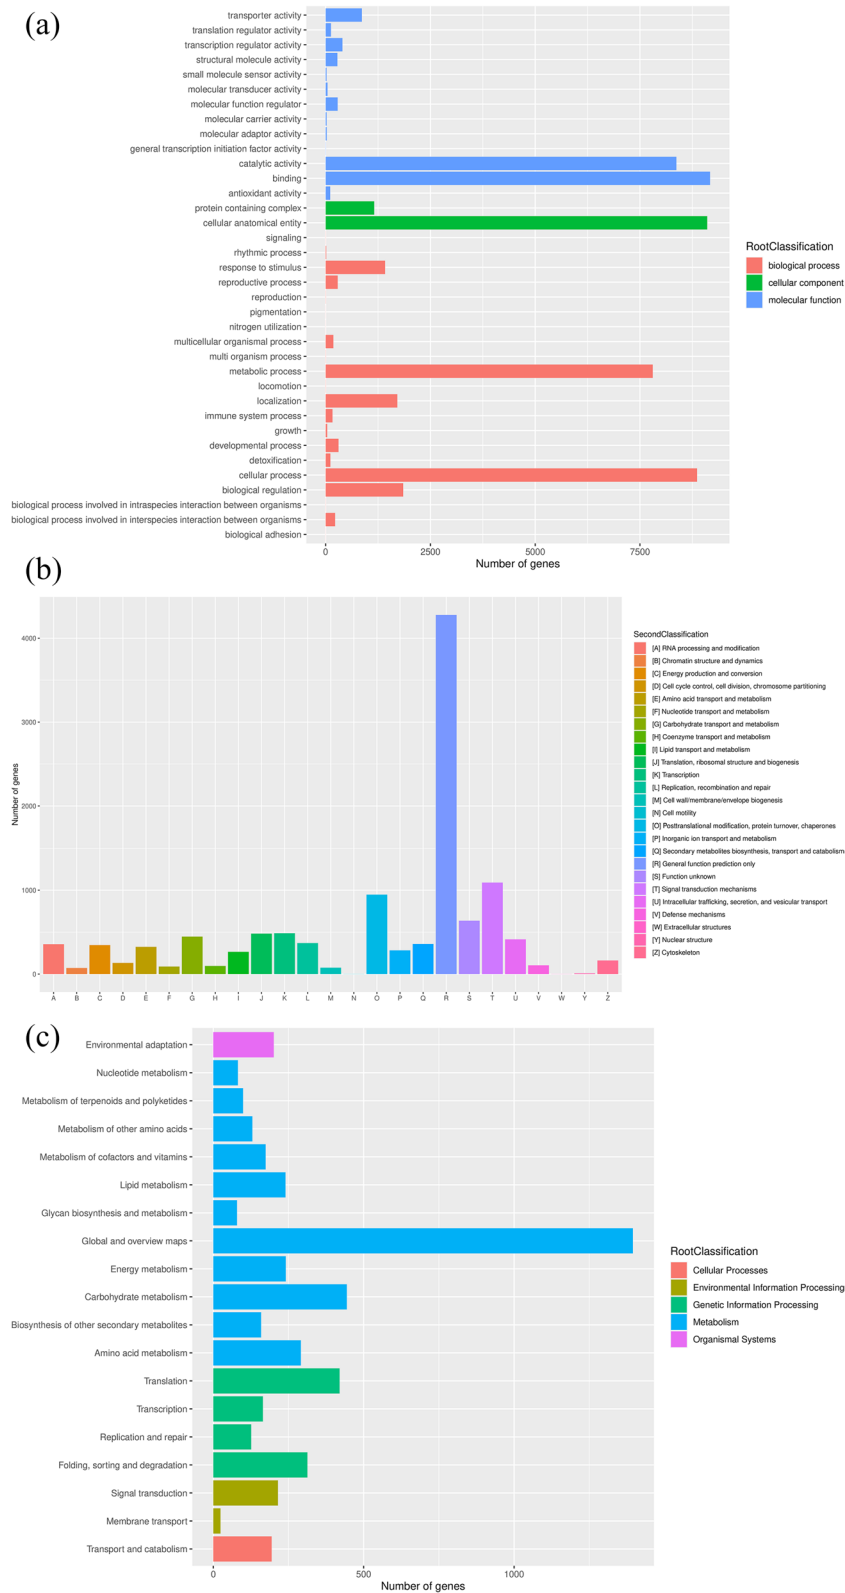 (a)
transporter activity
translation regulator activity
transcription regulator activity
structural molecule activity
small molecule sensor activity
molecular transducer activity
molecular function regulator
molecular carrier activity
molecular adaptor activity
general transcription initiation factor activity
catalytic activity
binding
antioxidant activity
protein containing complex
cellular anatomical entity
signaling
rhythmic process
response to stimulus
reproductive process
reproduction
pigmentation
nitrogen utilization
multicellular organismal process
multi organism process
metabolic process
locomotion
localization
immune system process
growth
developmental process
detoxification
cellular process
biological regulation
biological process involved in intraspecies interaction between organisms
biological process involved in interspecies interaction between organisms
biological adhesion
0 2500 5000 7500
Number of genes
RootClassification
biological process
cellular component
molecular function
(b)
Number of genes
4000
3000
2000
1000
0
A B C D E F G H I J K L M N O P Q R S T U V W Y Z
SecondClassification
[A] RNA processing and modification
[B] Chromatin structure and dynamics
[C] Energy production and conversion
[D] Cell cycle control, cell division, chromosome partitioning
[E] Amino acid transport and metabolism
[F] Nucleotide transport and metabolism
[G] Carbohydrate transport and metabolism
[H] Coenzyme transport and metabolism
[I] Lipid transport and metabolism
[J] Translation, ribosomal structure and biogenesis
[K] Transcription
[L] Replication, recombination and repair
[M] Cell wall/membrane/envelope biogenesis
[N] Cell motility
[O] Posttranslational modification, protein turnover, chaperones
[P] Inorganic ion transport and metabolism
[Q] Secondary metabolites biosynthesis, transport and catabolism
[R] General function prediction only
[S] Function unknown
[T] Signal transduction mechanisms
[U] Intracellular trafficking, secretion, and vesicular transport
[V] Defense mechanisms
[W] Extracellular structures
[Y] Nuclear structure
[Z] Cytoskeleton
(c)
Environmental adaptation
Nucleotide metabolism
Metabolism of terpenoids and polyketides
Metabolism of other amino acids
Metabolism of cofactors and vitamins
Lipid metabolism
Glycan biosynthesis and metabolism
Global and overview maps
Energy metabolism
Carbohydrate metabolism
Biosynthesis of other secondary metabolites
Amino acid metabolism
Translation
Transcription
Replication and repair
Folding, sorting and degradation
Signal transduction
Membrane transport
Transport and catabolism
0 500 1000
Number of genes
RootClassification
Cellular Processes
Environmental Information Processing
Genetic Information Processing
Metabolism
Organismal Systems